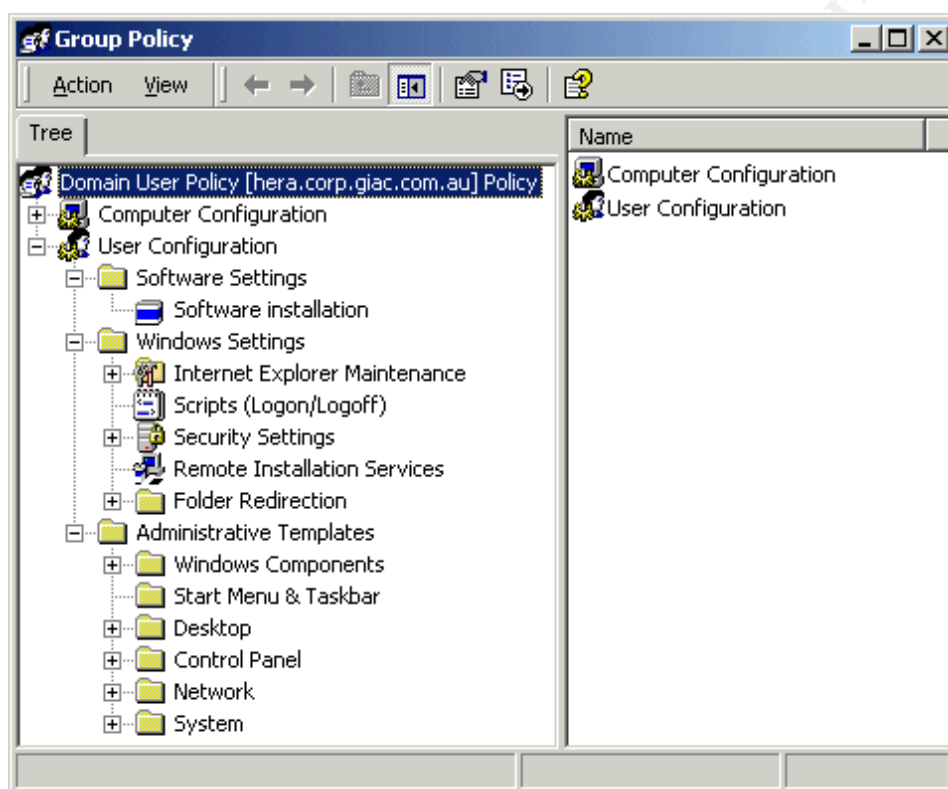 Group Policy
Action View
Tree
Name
Domain User Policy [hera.corp.giac.com.au] Policy
Computer Configuration
User Configuration
Software Settings
Software installation
Windows Settings
Internet Explorer Maintenance
Scripts (Logon/Logoff)
Security Settings
Remote Installation Services
Folder Redirection
Administrative Templates
Windows Components
Start Menu & Taskbar
Desktop
Control Panel
Network
System
Computer Configuration
User Configuration